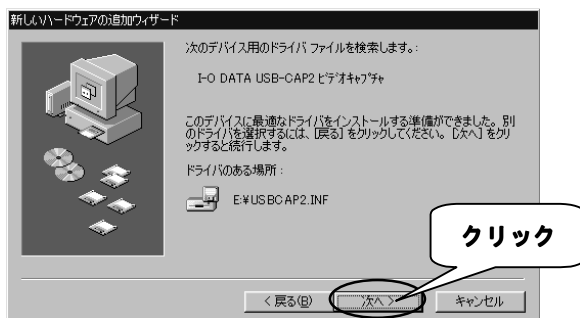 新しいハードウェアの追加ウィザード
次のデバイス用のドライバ ファイルを検索します。:
I-O DATA USB-CAP2 ﾋﾞﾃﾞｵｷｬﾌﾟﾁｬ
このデバイスに最適なドライバをインストールする準備ができました。別
のドライバを選択するには、[戻る] をクリックしてください。[次へ] をクリ
ックすると続行します。
ドライバのある場所:
E:¥USBCAP2.INF
クリック
< 戻る(B)
次へ >
キャンセル